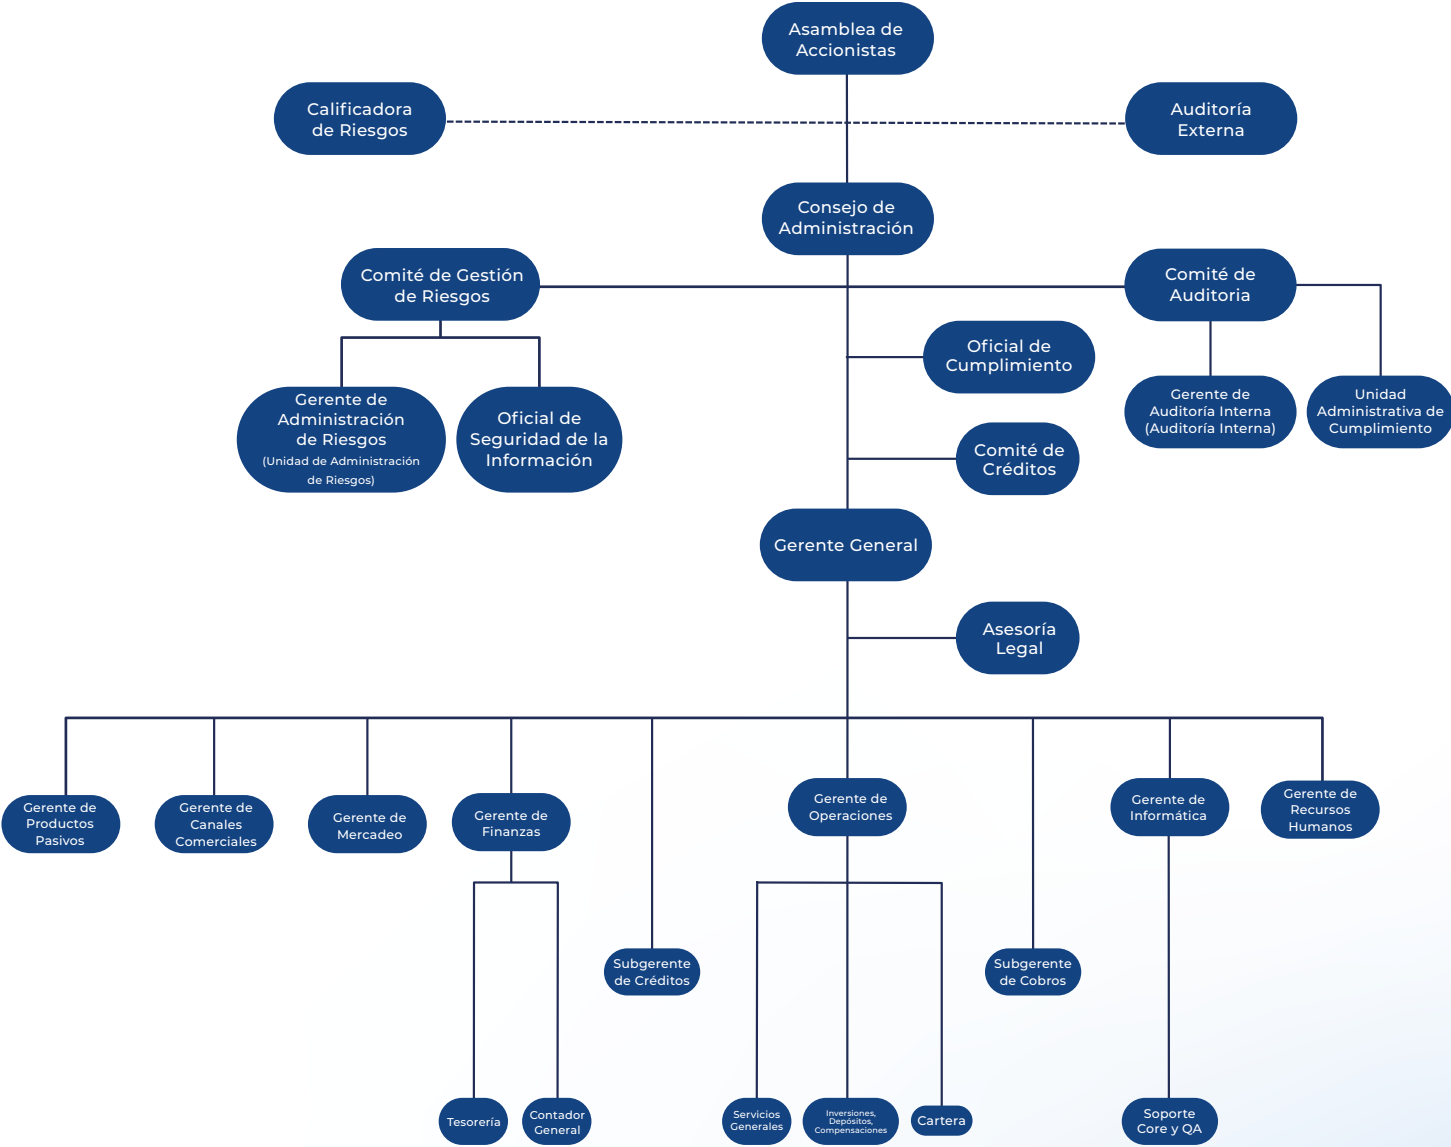 Asamblea de
Accionistas
Calificadora
de Riesgos
Auditoría
Externa
Consejo de
Administración
Comité de Gestión
de Riesgos
Comité de
Auditoria
Oficial de
Cumplimiento
Gerente de
Administración
de Riesgos
(Unidad de Administración
de Riesgos)
Oficial de
Seguridad de la
Información
Gerente de
Auditoría Interna
(Auditoría Interna)
Unidad
Administrativa de
Cumplimiento
Comité de
Créditos
Gerente General
Asesoría
Legal
Gerente de
Productos
Pasivos
Gerente de
Canales
Comerciales
Gerente de
Mercadeo
Gerente de
Finanzas
Gerente de
Operaciones
Gerente de
Informática
Gerente de
Recursos
Humanos
Subgerente
de Créditos
Subgerente
de Cobros
Tesorería
Contador
General
Servicios
Generales
Inversiones,
Depósitos,
Compensaciones
Cartera
Soporte
Core y QA